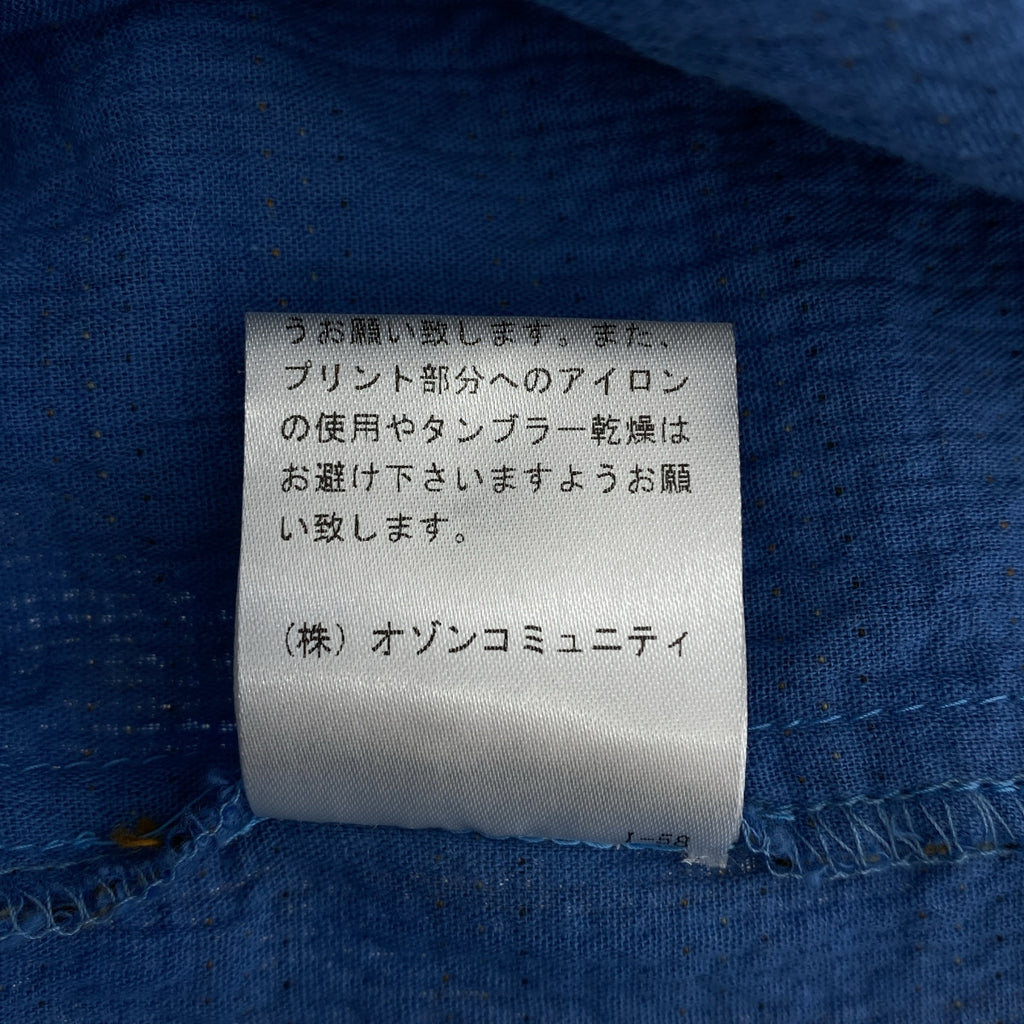 うお願い致します。また、
プリント部分へのアイロン
の使用やタンブラー乾燥は
お避け下さいますようお願
い致します。
(株) オゾンコミュニティ